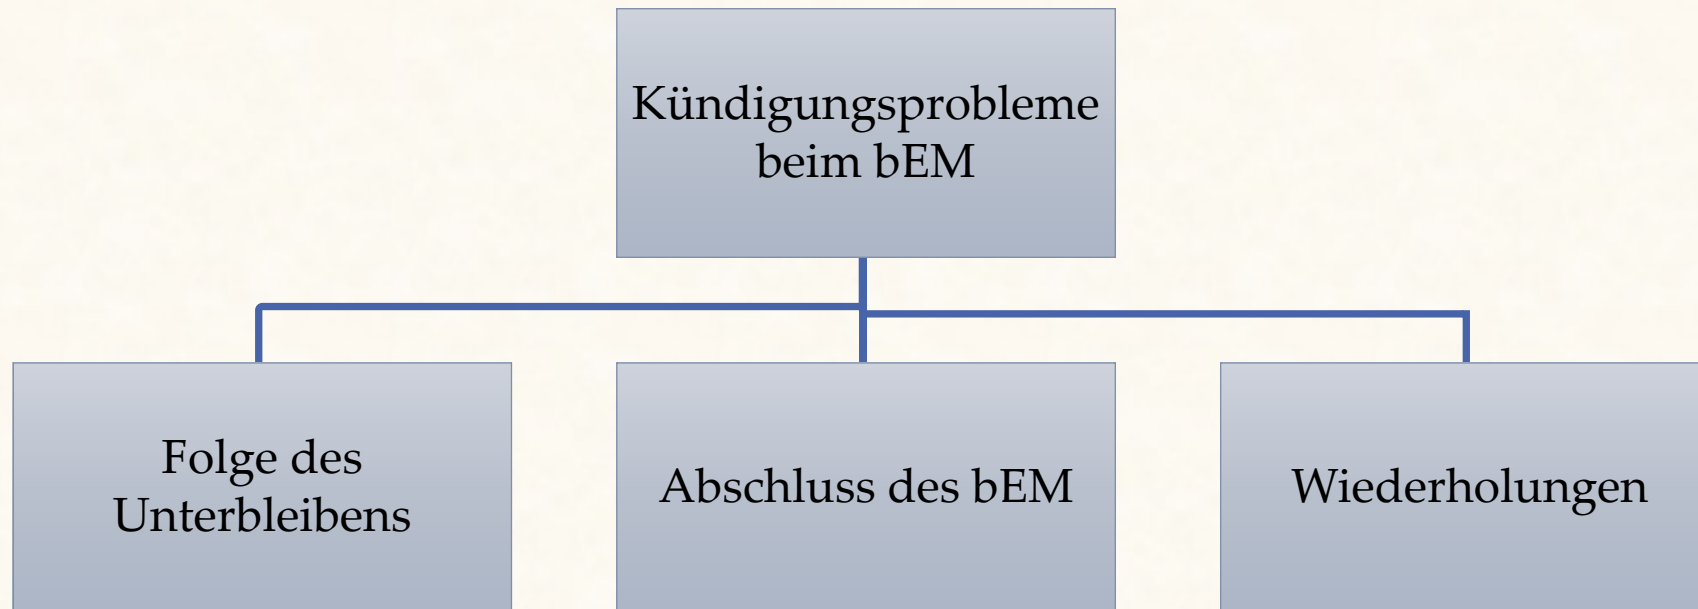 Kündigungsprobleme
beim bEM
Folge des
Unterbleibens
Abschluss des bEM
Wiederholungen